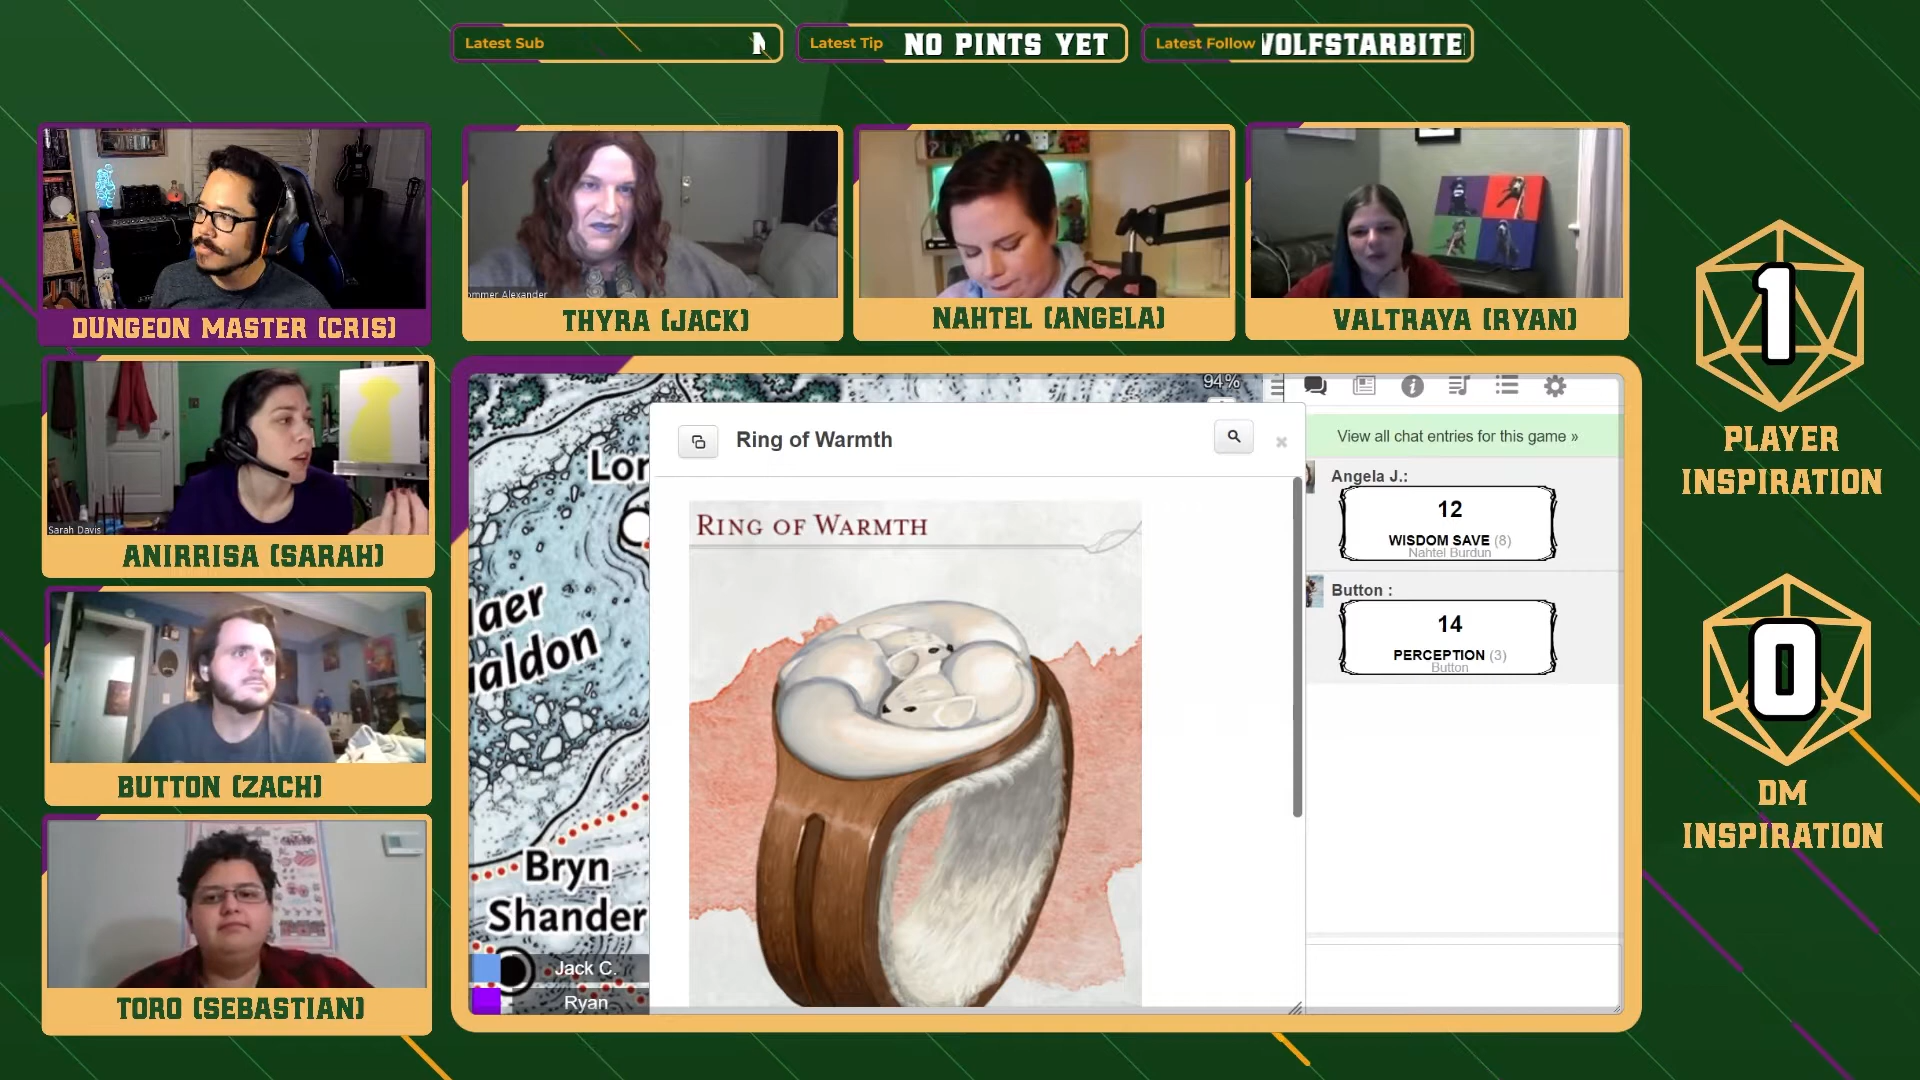 Latest Sub
Latest Tip NO PINTS YET
Latest Follow WOLFSTARBITE
DUNGEON MASTER (CRIS)
ommer Alexander
THYRA (JACK)
NAHTEL (ANGELA)
VALTRAYA (RYAN)
Sarah Davis
ANIRRISA (SARAH)
BUTTON (ZACH)
TORO (SEBASTIAN)
94%
Ring of Warmth
RING OF WARMTH
Lor
laer
aldon
Bryn
Shander
Jack C.
Ryan
View all chat entries for this game »
Angela J.:
12
WISDOM SAVE (8)
Nahtel Burdun
Button :
14
PERCEPTION (3)
Button
1
PLAYER
INSPIRATION
0
DM
INSPIRATION